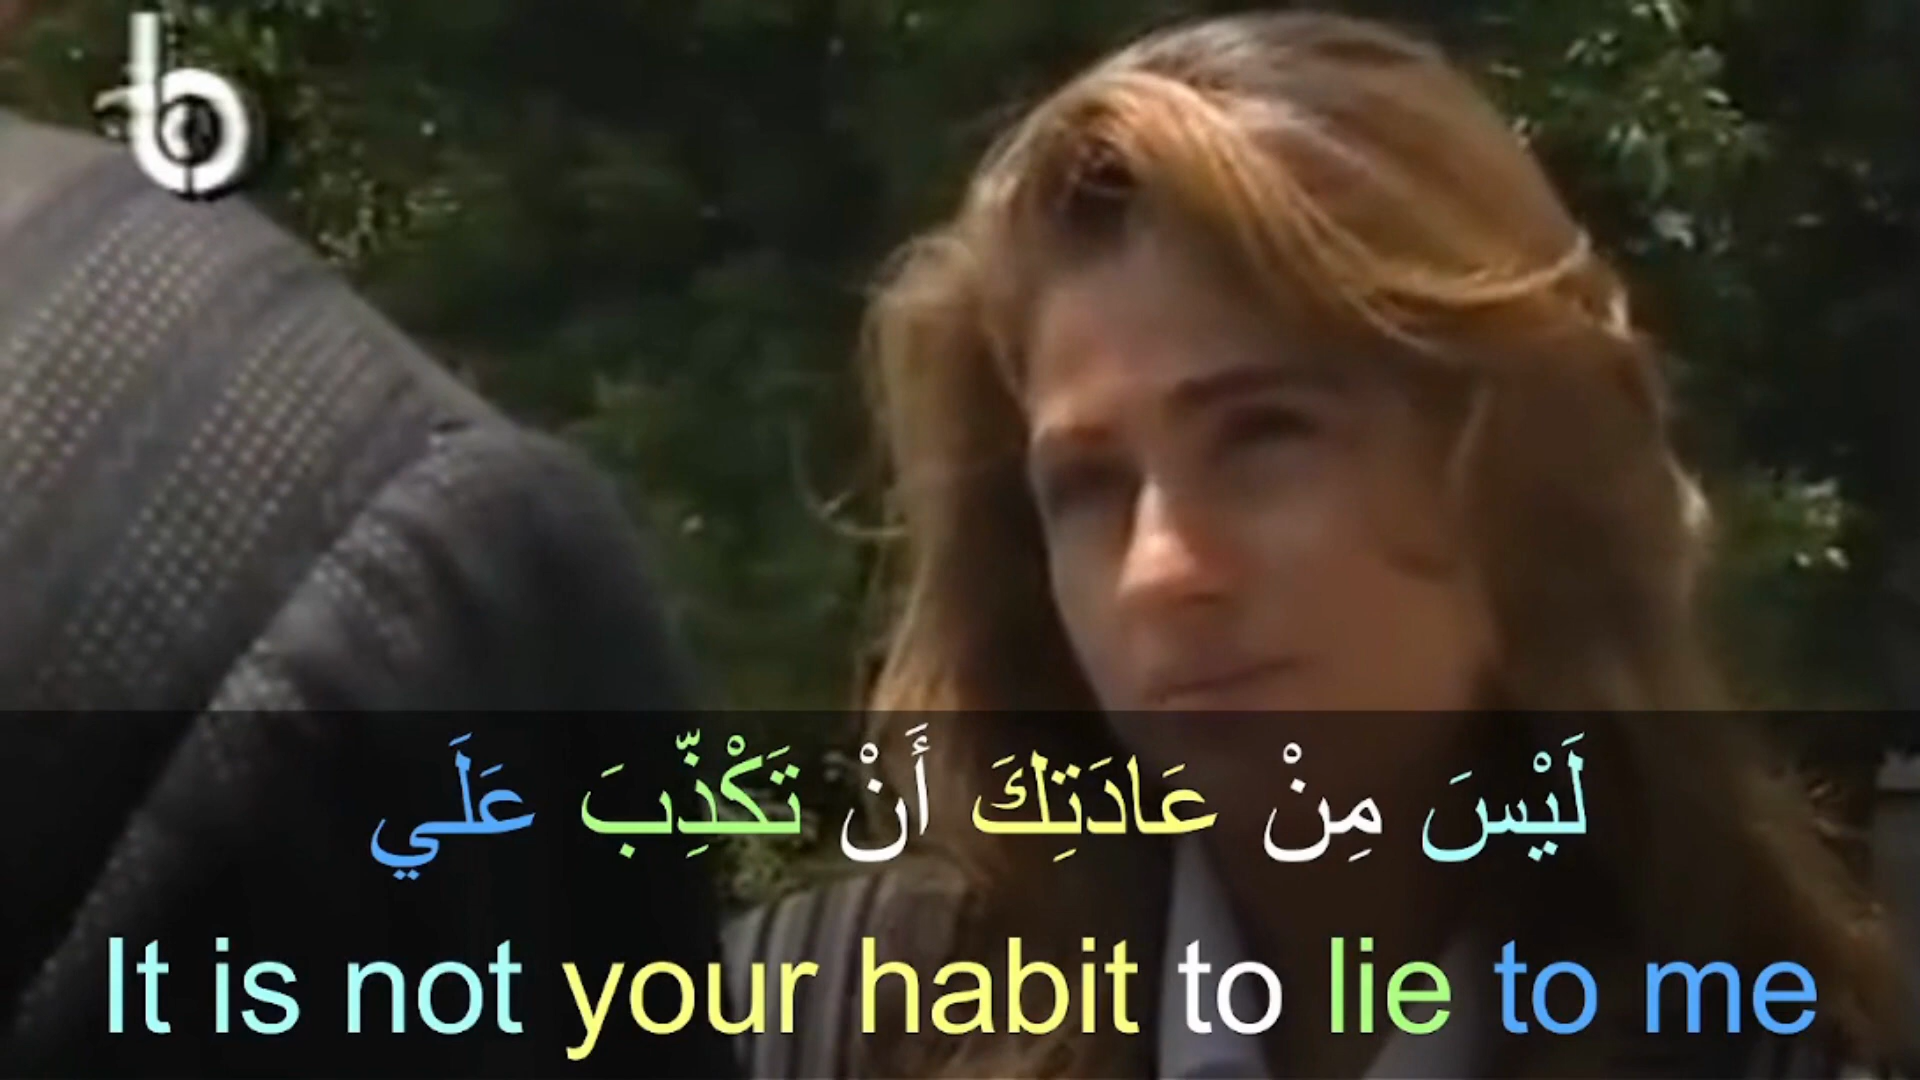 b
لَيْسَ مِنْ عَادَتِكَ أَنْ تَكْذِّبَ عَلَي
It is not your habit to lie to me